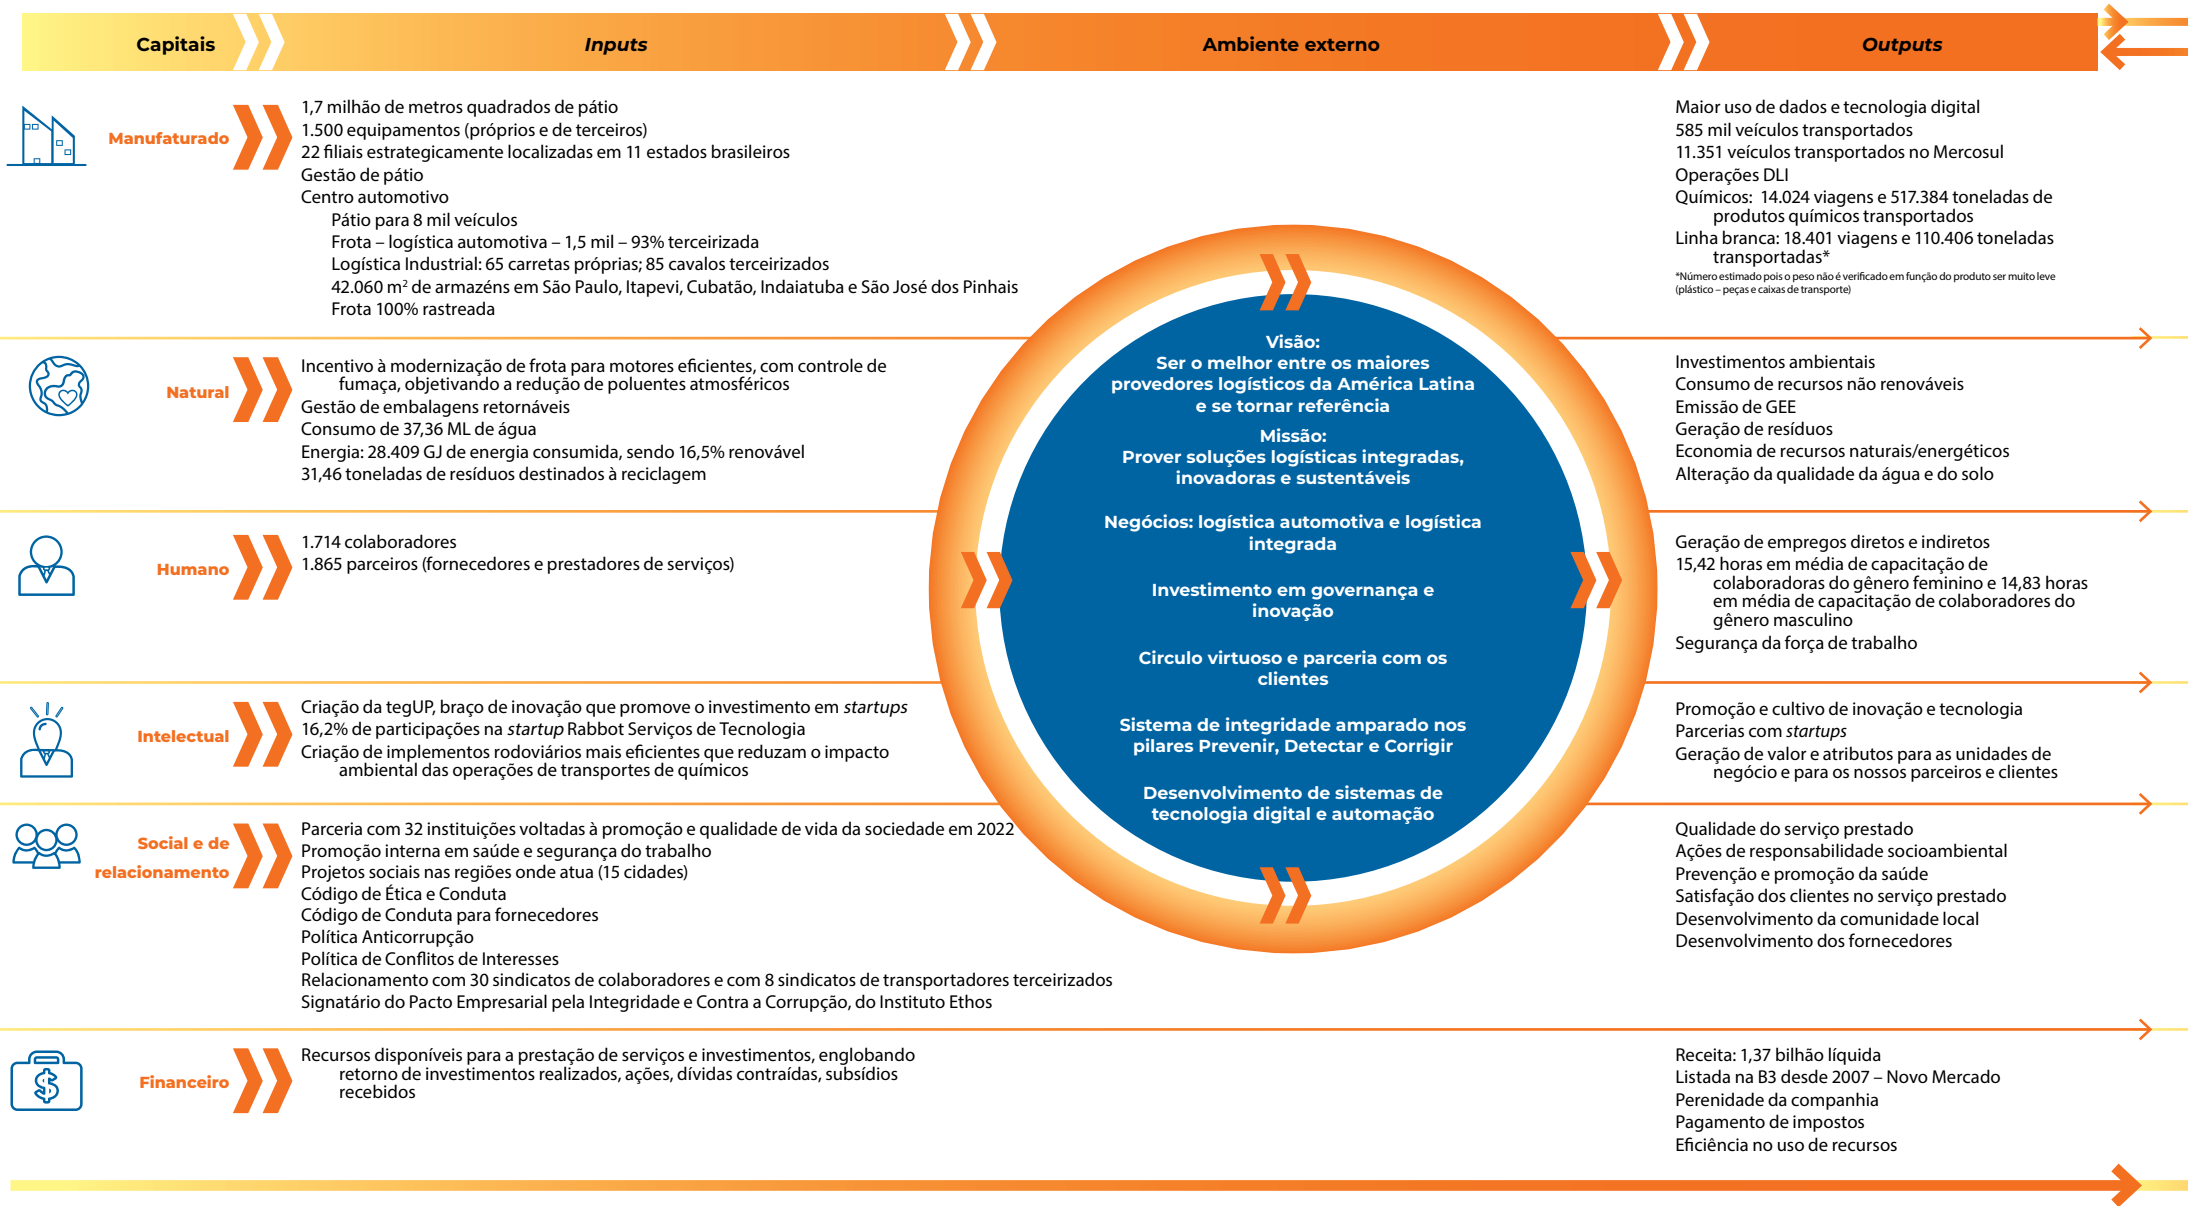 Capitais
Inputs
Ambiente externo
Outputs
Manufaturado
1,7 milhão de metros quadrados de pátio
1.500 equipamentos (próprios e de terceiros)
22 filiais estrategicamente localizadas em 11 estados brasileiros
Gestão de pátio
Centro automotivo
Pátio para 8 mil veículos
Frota – logística automotiva – 1,5 mil – 93% terceirizada
Logística Industrial: 65 carretas próprias; 85 cavalos terceirizados
42.060 m² de armazéns em São Paulo, Itapevi, Cubatão, Indaiatuba e São José dos Pinhais
Frota 100% rastreada
Maior uso de dados e tecnologia digital
585 mil veículos transportados
11.351 veículos transportados no Mercosul
Operações DLI
Químicos: 14.024 viagens e 517.384 toneladas de
produtos químicos transportados
Linha branca: 18.401 viagens e 110.406 toneladas
transportadas*
*Número estimado pois o peso não é verificado em função do produto ser muito leve
(plástico – peças e caixas de transporte)
Natural
Incentivo à modernização de frota para motores eficientes, com controle de
fumaça, objetivando a redução de poluentes atmosféricos
Gestão de embalagens retornáveis
Consumo de 37,36 ML de água
Energia: 28.409 GJ de energia consumida, sendo 16,5% renovável
31,46 toneladas de resíduos destinados à reciclagem
Investimentos ambientais
Consumo de recursos não renováveis
Emissão de GEE
Geração de resíduos
Economia de recursos naturais/energéticos
Alteração da qualidade da água e do solo
Humano
1.714 colaboradores
1.865 parceiros (fornecedores e prestadores de serviços)
Geração de empregos diretos e indiretos
15,42 horas em média de capacitação de
colaboradoras do gênero feminino e 14,83 horas
em média de capacitação de colaboradores do
gênero masculino
Segurança da força de trabalho
Intelectual
Criação da tegUP, braço de inovação que promove o investimento em startups
16,2% de participações na startup Rabbot Serviços de Tecnologia
Criação de implementos rodoviários mais eficientes que reduzam o impacto
ambiental das operações de transportes de químicos
Promoção e cultivo de inovação e tecnologia
Parcerias com startups
Geração de valor e atributos para as unidades de
negócio e para os nossos parceiros e clientes
Social e de
relacionamento
Parceria com 32 instituições voltadas à promoção e qualidade de vida da sociedade em 2022
Promoção interna em saúde e segurança do trabalho
Projetos sociais nas regiões onde atua (15 cidades)
Código de Ética e Conduta
Código de Conduta para fornecedores
Política Anticorrupção
Política de Conflitos de Interesses
Relacionamento com 30 sindicatos de colaboradores e com 8 sindicatos de transportadores terceirizados
Signatário do Pacto Empresarial pela Integridade e Contra a Corrupção, do Instituto Ethos
Qualidade do serviço prestado
Ações de responsabilidade socioambiental
Prevenção e promoção da saúde
Satisfação dos clientes no serviço prestado
Desenvolvimento da comunidade local
Desenvolvimento dos fornecedores
Financeiro
Recursos disponíveis para a prestação de serviços e investimentos, englobando
retorno de investimentos realizados, ações, dívidas contraídas, subsídios
recebidos
Receita: 1,37 bilhão líquida
Listada na B3 desde 2007 – Novo Mercado
Perenidade da companhia
Pagamento de impostos
Eficiência no uso de recursos
Visão:
Ser o melhor entre os maiores
provedores logísticos da América Latina
e se tornar referência
Missão:
Prover soluções logísticas integradas,
inovadoras e sustentáveis
Negócios: logística automotiva e logística
integrada
Investimento em governança e
inovação
Circulo virtuoso e parceria com os
clientes
Sistema de integridade amparado nos
pilares Prevenir, Detectar e Corrigir
Desenvolvimento de sistemas de
tecnologia digital e automação